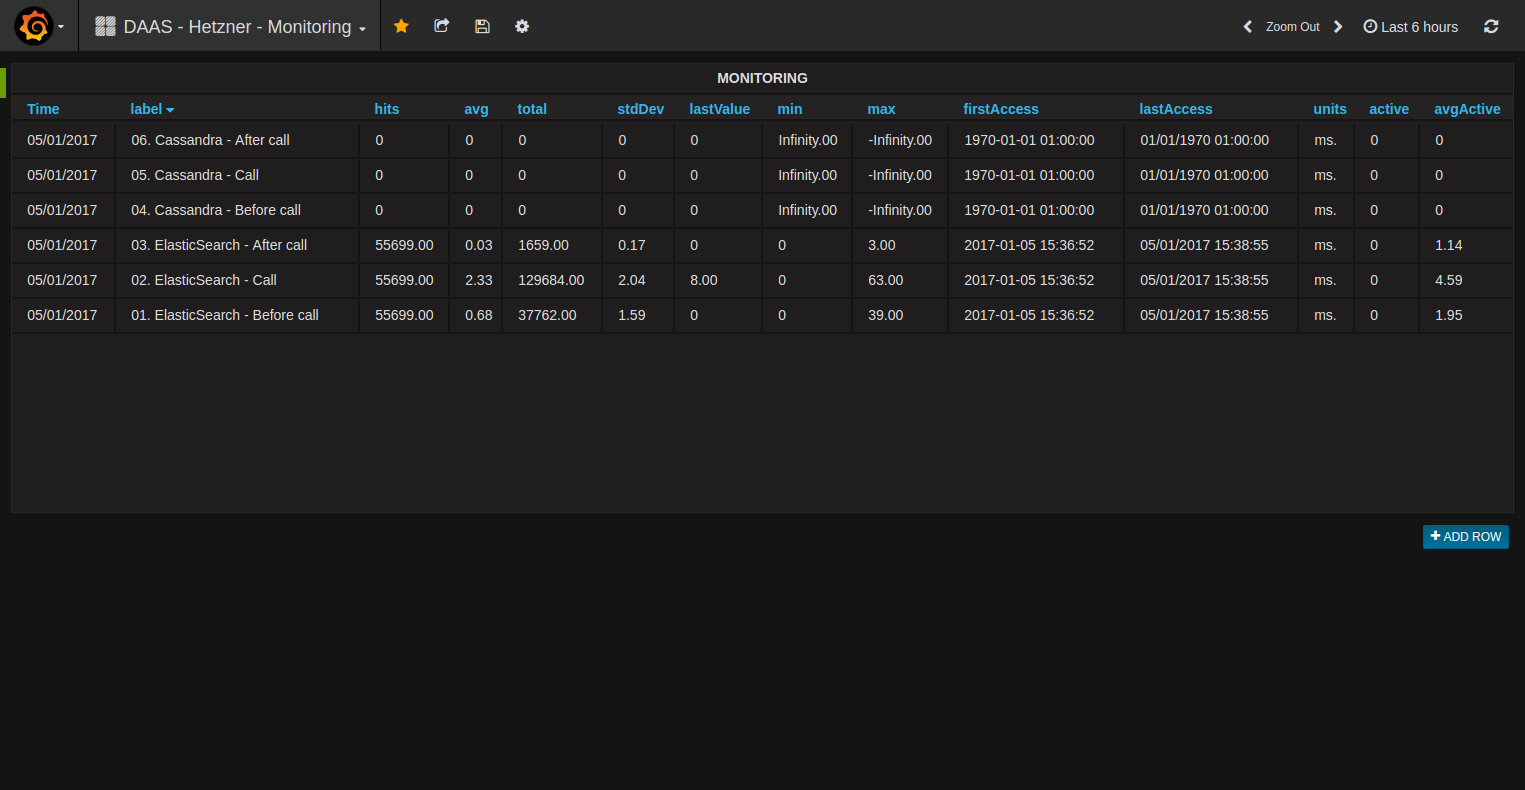 DAAS - Hetzner - Monitoring Zoom Out Last 6 hours
MONITORING
Time label hits avg total stdDev lastValue min max firstAccess lastAccess units active avgActive
05/01/2017 06. Cassandra - After call 0 0 0 0 0 Infinity.00 -Infinity.00 1970-01-01 01:00:00 01/01/1970 01:00:00 ms. 0 0
05/01/2017 05. Cassandra - Call 0 0 0 0 0 Infinity.00 -Infinity.00 1970-01-01 01:00:00 01/01/1970 01:00:00 ms. 0 0
05/01/2017 04. Cassandra - Before call 0 0 0 0 0 Infinity.00 -Infinity.00 1970-01-01 01:00:00 01/01/1970 01:00:00 ms. 0 0
05/01/2017 03. ElasticSearch - After call 55699.00 0.03 1659.00 0.17 0 0 3.00 2017-01-05 15:36:52 05/01/2017 15:38:55 ms. 0 1.14
05/01/2017 02. ElasticSearch - Call 55699.00 2.33 129684.00 2.04 8.00 0 63.00 2017-01-05 15:36:52 05/01/2017 15:38:55 ms. 0 4.59
05/01/2017 01. ElasticSearch - Before call 55699.00 0.68 37762.00 1.59 0 0 39.00 2017-01-05 15:36:52 05/01/2017 15:38:55 ms. 0 1.95
ADD ROW